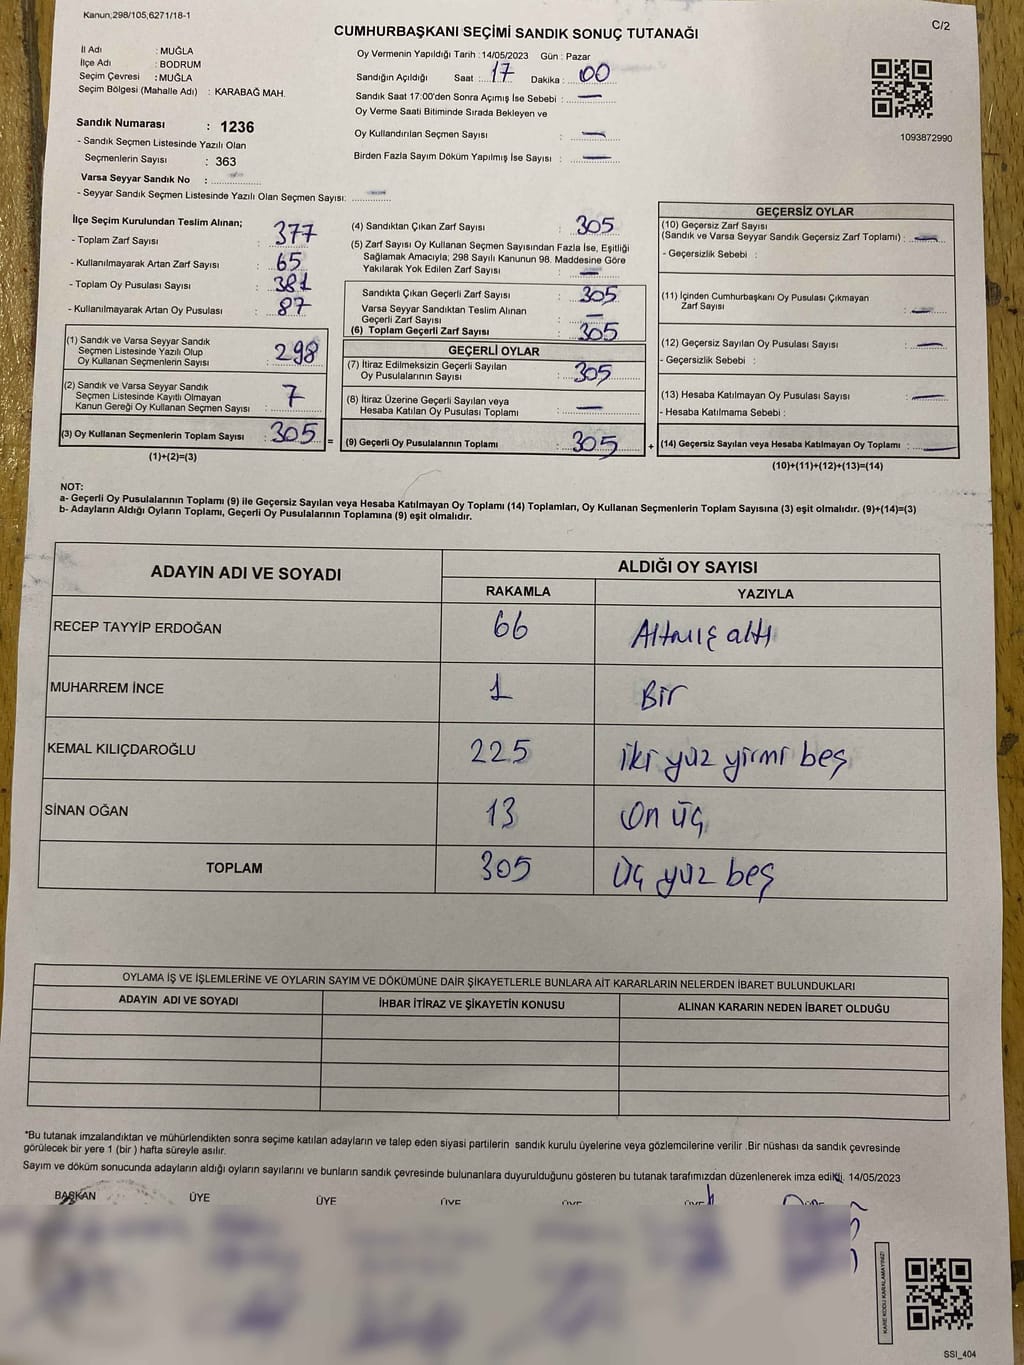 Kanun,298/105,6271/18-1
C/2
CUMHURBAŞKANI SEÇİMİ SANDIK SONUÇ TUTANAĞI
İl Adı : MUĞLA
İlçe Adı : BODRUM
Seçim Çevresi : MUĞLA
Seçim Bölgesi (Mahalle Adı) : KARABAĞ MAH.
Oy Vermenin Yapıldığı Tarih : 14/05/2023 Gün : Pazar
Sandığın Açıldığı Saat : 17 Dakika : 00
Sandık Saat 17:00'den Sonra Açımış İse Sebebi : —
Oy Verme Saati Bitiminde Sırada Bekleyen ve
Oy Kullandırılan Seçmen Sayısı : —
Birden Fazla Sayım Döküm Yapılmış İse Sayısı : —
1093872990
Sandık Numarası : 1236
- Sandık Seçmen Listesinde Yazılı Olan
Seçmenlerin Sayısı : 363
Varsa Seyyar Sandık No : —
- Seyyar Sandık Seçmen Listesinde Yazılı Olan Seçmen Sayısı: —
İlçe Seçim Kurulundan Teslim Alınan;
- Toplam Zarf Sayısı : 377
- Kullanılmayarak Artan Zarf Sayısı : 65
- Toplam Oy Pusulası Sayısı : 381
- Kullanılmayarak Artan Oy Pusulası : 87
(1) Sandık ve Varsa Seyyar Sandık
Seçmen Listesinde Yazılı Olup
Oy Kullanan Seçmenlerin Sayısı : 298
(2) Sandık ve Varsa Seyyar Sandık
Seçmen Listesinde Kayıtlı Olmayan
Kanun Gereği Oy Kullanan Seçmen Sayısı : 7
(3) Oy Kullanan Seçmenlerin Toplam Sayısı : 305 =
(1)+(2)=(3)
(4) Sandıktan Çıkan Zarf Sayısı : 305
(5) Zarf Sayısı Oy Kullanan Seçmen Sayısından Fazla İse, Eşitliği
Sağlamak Amacıyla; 298 Sayılı Kanunun 98. Maddesine Göre
Yakılarak Yok Edilen Zarf Sayısı : —
Sandıkta Çıkan Geçerli Zarf Sayısı : 305
Varsa Seyyar Sandıktan Teslim Alınan
Geçerli Zarf Sayısı : —
(6) Toplam Geçerli Zarf Sayısı : 305
GEÇERLİ OYLAR
(7) İtiraz Edilmeksizin Geçerli Sayılan
Oy Pusulalarının Sayısı : 305
(8) İtiraz Üzerine Geçerli Sayılan veya
Hesaba Katılan Oy Pusulası Toplamı : —
(9) Geçerli Oy Pusulalarının Toplamı : 305 +
GEÇERSİZ OYLAR
(10) Geçersiz Zarf Sayısı
(Sandık ve Varsa Seyyar Sandık Geçersiz Zarf Toplamı) : —
- Geçersizlik Sebebi :
(11) İçinden Cumhurbaşkanı Oy Pusulası Çıkmayan
Zarf Sayısı : —
(12) Geçersiz Sayılan Oy Pusulası Sayısı : —
- Geçersizlik Sebebi :
(13) Hesaba Katılmayan Oy Pusulası Sayısı : —
- Hesaba Katılmama Sebebi :
(14) Geçersiz Sayılan veya Hesaba Katılmayan Oy Toplamı : —
(10)+(11)+(12)+(13)=(14)
NOT:
a- Geçerli Oy Pusulalarının Toplamı (9) ile Geçersiz Sayılan veya Hesaba Katılmayan Oy Toplamı (14) Toplamları, Oy Kullanan Seçmenlerin Toplam Sayısına (3) eşit olmalıdır. (9)+(14)=(3)
b- Adayların Aldığı Oyların Toplamı, Geçerli Oy Pusulalarının Toplamına (9) eşit olmalıdır.
ADAYIN ADI VE SOYADI
ALDIĞI OY SAYISI
RAKAMLA YAZIYLA
RECEP TAYYİP ERDOĞAN 66 Altmış altı
MUHARREM İNCE 1 Bir
KEMAL KILIÇDAROĞLU 225 iki yüz yirmi beş
SİNAN OĞAN 13 on üç
TOPLAM 305 üç yüz beş
OYLAMA İŞ VE İŞLEMLERİNE VE OYLARIN SAYIM VE DÖKÜMÜNE DAİR ŞİKAYETLERLE BUNLARA AİT KARARLARIN NELERDEN İBARET BULUNDUKLARI
ADAYIN ADI VE SOYADI İHBAR İTİRAZ VE ŞİKAYETİN KONUSU ALINAN KARARIN NEDEN İBARET OLDUĞU
*Bu tutanak imzalandıktan ve mühürlendikten sonra seçime katılan adayların ve talep eden siyasi partilerin sandık kurulu üyelerine veya gözlemcilerine verilir .Bir nüshası da sandık çevresinde
görülecek bir yere 1 (bir ) hafta süreyle asılır.
Sayım ve döküm sonucunda adayların aldığı oyların sayılarını ve bunların sandık çevresinde bulunanlara duyurulduğunu gösteren bu tutanak tarafımızdan düzenlenerek imza edildi. 14/05/2023
BAŞKAN ÜYE ÜYE ÜYE ÜYE ÜYE
KARE KODU KARALAMAYINIZ!
SSI_404